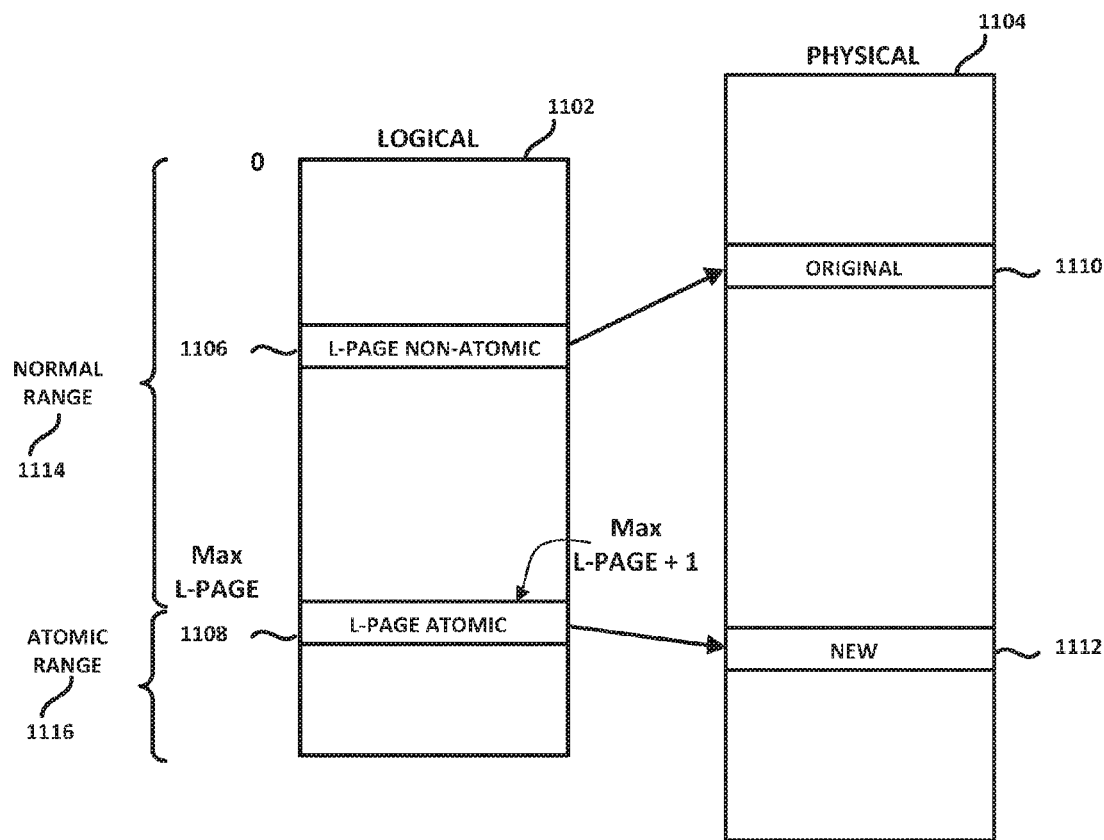 1104
PHYSICAL
1102
LOGICAL
0
ORIGINAL
1110
1106
L-PAGE NON-ATOMIC
NORMAL
RANGE
1114
Max
L-PAGE + 1
Max
L-PAGE
1108
L-PAGE ATOMIC
ATOMIC
RANGE
1116
NEW
1112